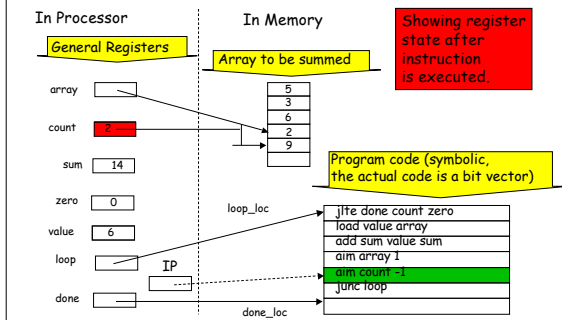 In Processor
In Memory
Showing register
state after
instruction
is executed.
General Registers
Array to be summed
array
count
2
sum
14
zero
0
value
6
loop
IP
done
5
3
6
2
9
Program code (symbolic,
the actual code is a bit vector)
loop_loc
jlte done count zero
load value array
add sum value sum
aim array 1
aim count -1
junc loop
done_loc